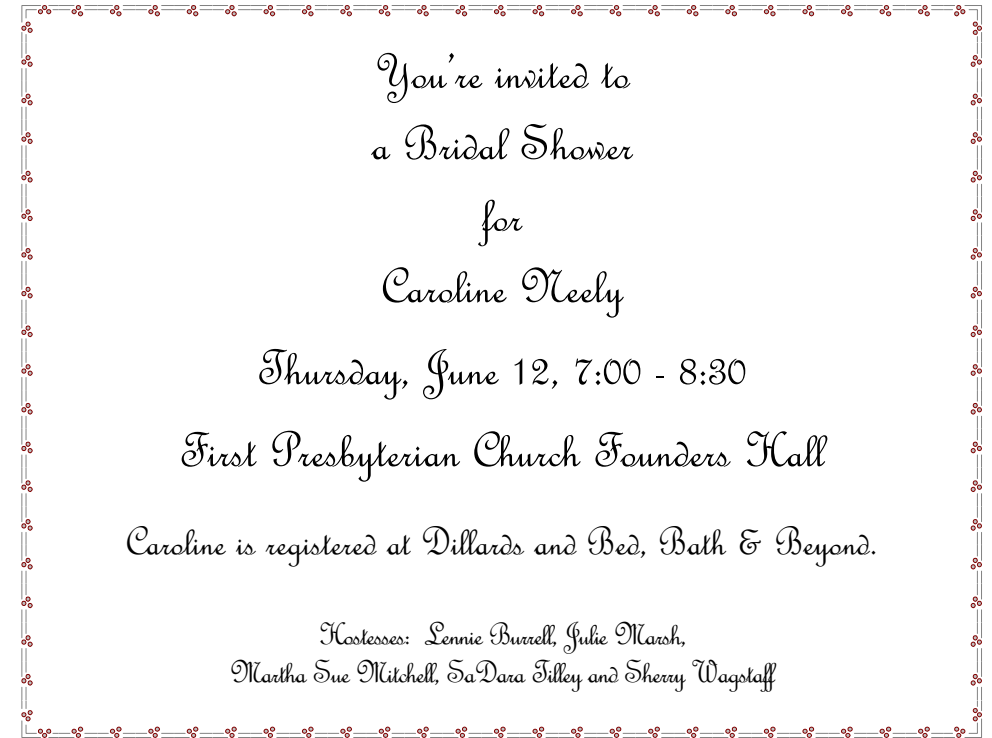 You're invited to
a Bridal Shower
for
Caroline Neely
Thursday, June 12, 7:00 - 8:30
First Presbyterian Church Founders Hall
Caroline is registered at Dillards and Bed, Bath & Beyond.
Hostesses: Lennie Burrell, Julie Marsh,
Martha Sue Mitchell, SaDara Tilley and Sherry Wagstaff